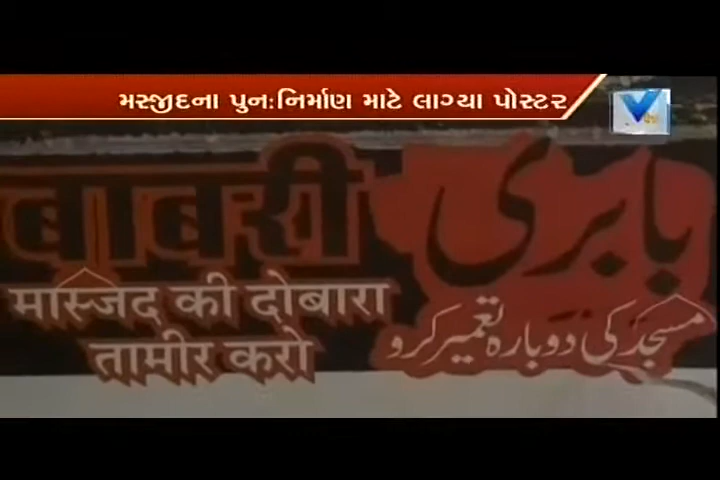 મસ્જીદના પુન:નિર્માણ માટે લાગ્યા પોસ્ટર
बाबरी
بابری
मास्जिद की दोबारा
तामीर करो
مسجد کی دوبارہ تعمیر کرو